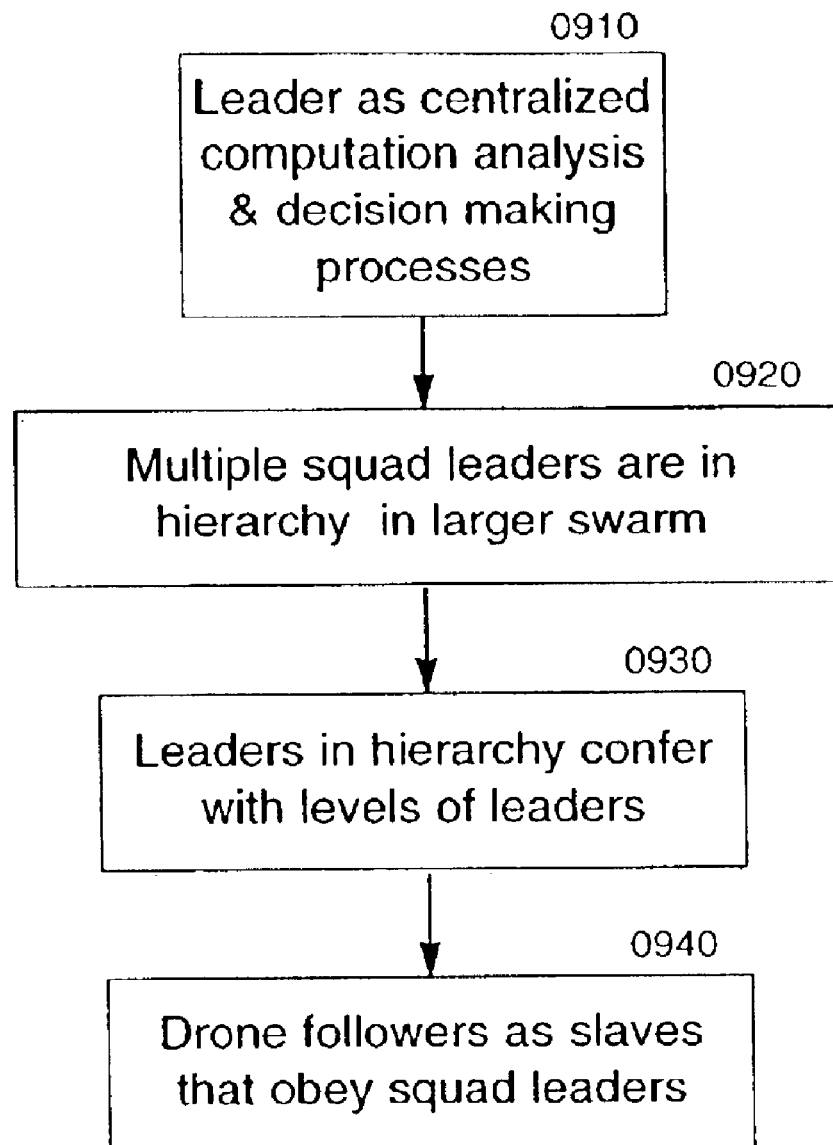 0910
Leader as centralized
computation analysis
& decision making
processes
0920
Multiple squad leaders are in
hierarchy in larger swarm
0930
Leaders in hierarchy confer
with levels of leaders
0940
Drone followers as slaves
that obey squad leaders